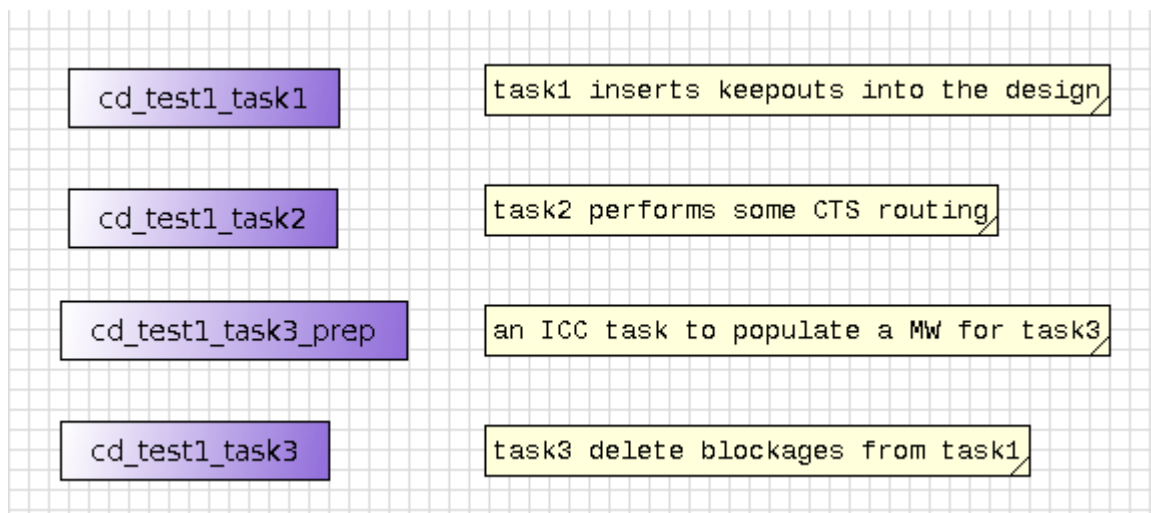 cd_test1_task1
task1 inserts keepouts into the design
cd_test1_task2
task2 performs some CTS routing
cd_test1_task3_prep
an ICC task to populate a MW for task3
cd_test1_task3
task3 delete blockages from task1